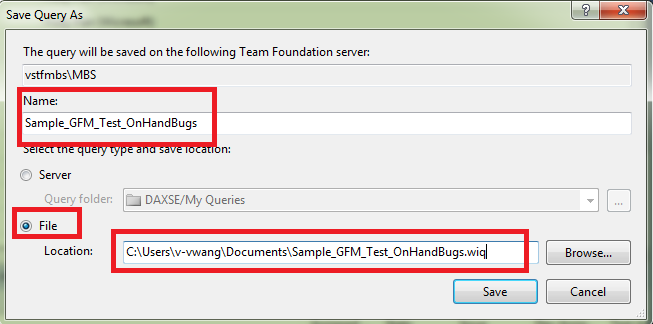 Save Query As
The query will be saved on the following Team Foundation server:
vstfmbs\MBS
Name:
Sample_GFM_Test_OnHandBugs
Select the query type and save location:
Server
Query folder: DAXSE/My Queries ...
File
Location: C:\Users\v-vwang\Documents\Sample_GFM_Test_OnHandBugs.wiq Browse...
Save Cancel